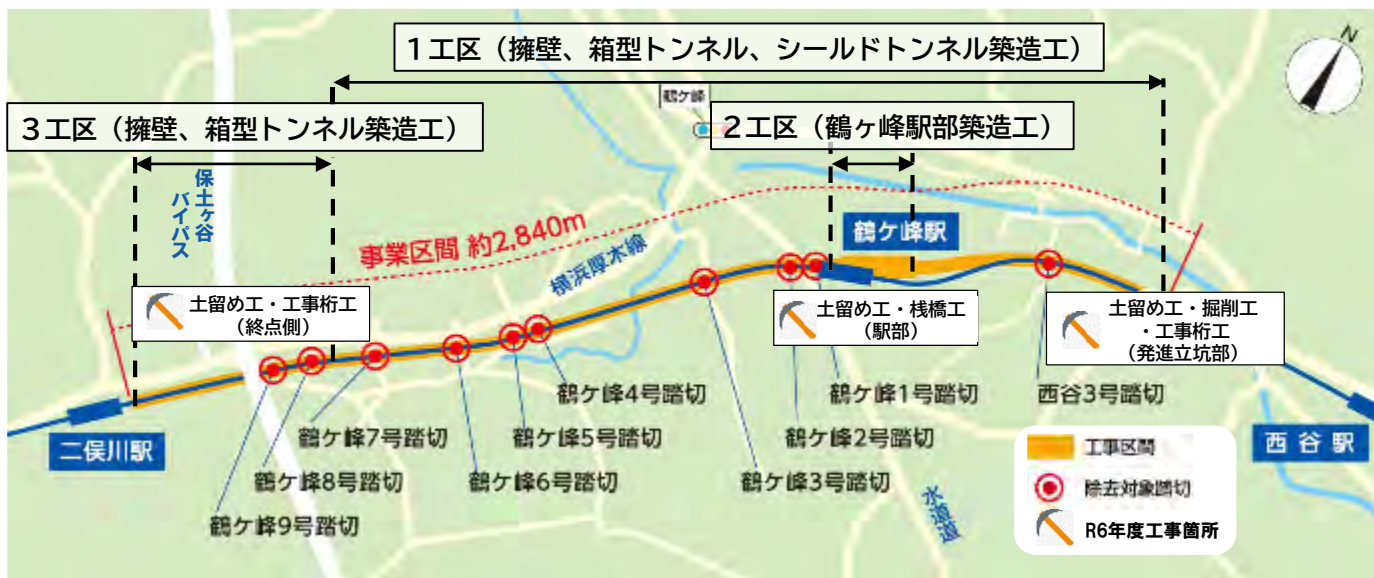 1工区（擁壁、箱型トンネル、シールドトンネル築造工）
N
鶴ケ峰
3工区（擁壁、箱型トンネル築造工）
2工区（鶴ヶ峰駅部築造工）
保土ヶ谷
バイパス
事業区間 約2,840m
横浜厚木線
鶴ケ峰駅
土留め工・工事桁工
（終点側）
土留め工・桟橋工
（駅部）
土留め工・掘削工
・工事桁工
（発進立坑部）
鶴ケ峰4号踏切
鶴ケ峰1号踏切
西谷3号踏切
二俣川駅
鶴ケ峰7号踏切
鶴ケ峰5号踏切
鶴ケ峰2号踏切
西谷駅
鶴ケ峰8号踏切
鶴ケ峰6号踏切
鶴ケ峰3号踏切
鶴ケ峰9号踏切
水道道
工事区間
除去対象踏切
R6年度工事箇所